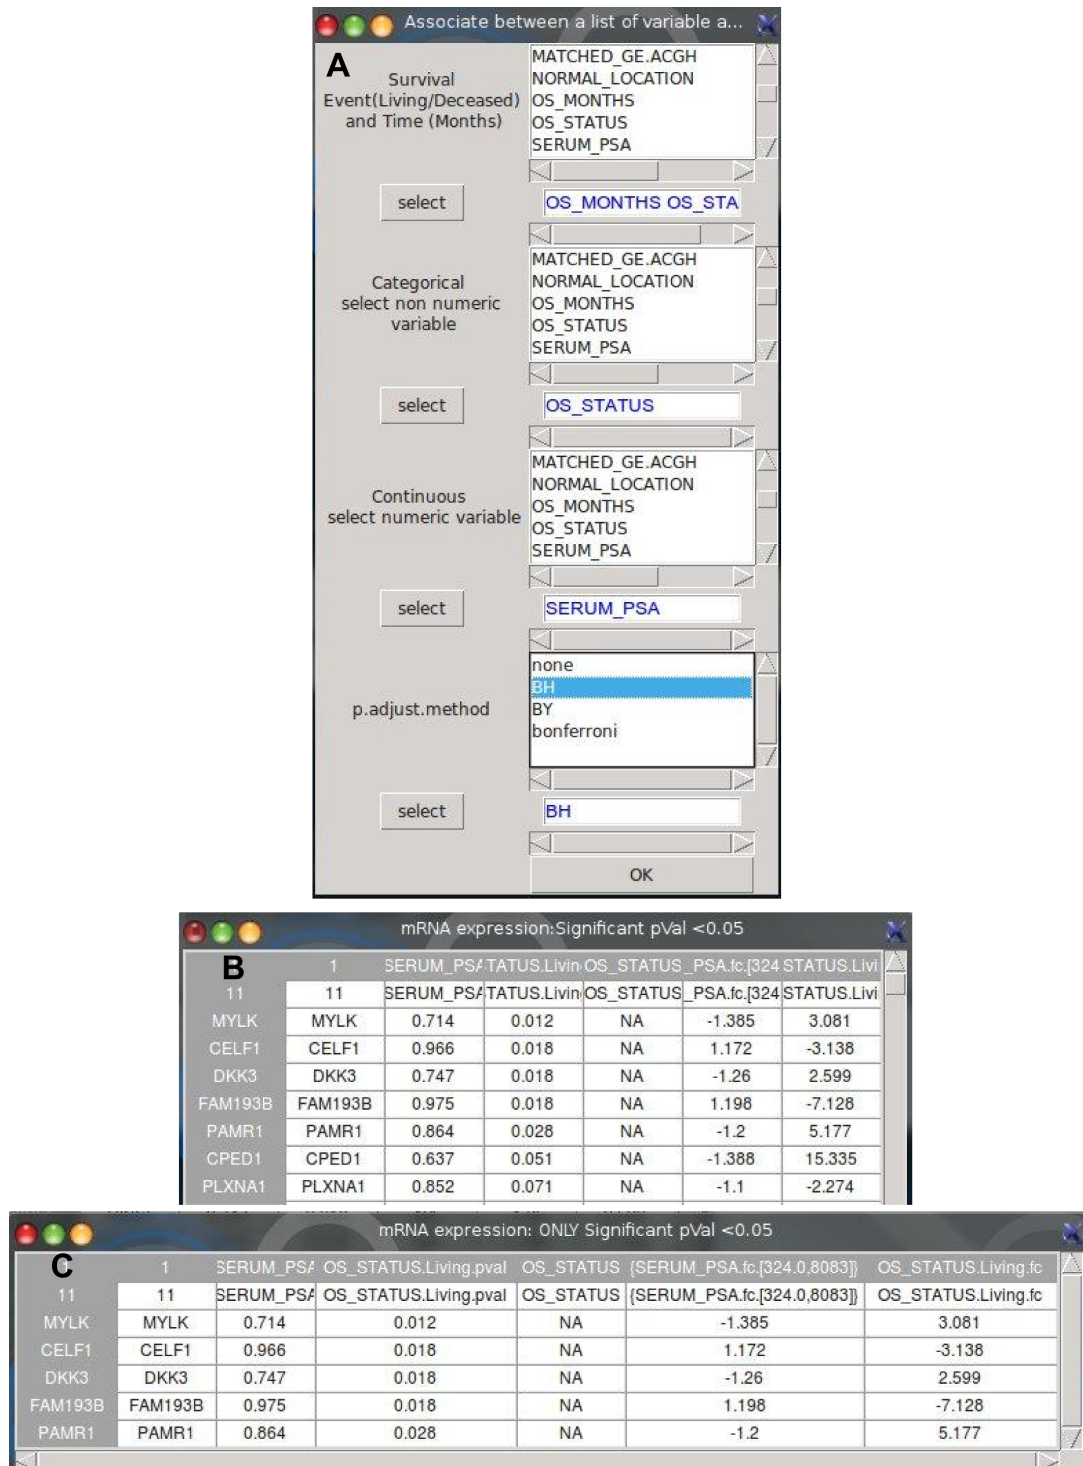 Associate between a list of variable a...
A
Survival
Event(Living/Deceased)
and Time (Months)
MATCHED_GE.ACGH
NORMAL_LOCATION
OS_MONTHS
OS_STATUS
SERUM_PSA
select
OS_MONTHS OS_STA
Categorical
select non numeric
variable
MATCHED_GE.ACGH
NORMAL_LOCATION
OS_MONTHS
OS_STATUS
SERUM_PSA
select
OS_STATUS
Continuous
select numeric variable
MATCHED_GE.ACGH
NORMAL_LOCATION
OS_MONTHS
OS_STATUS
SERUM_PSA
select
SERUM_PSA
p.adjust.method
none
BH
BY
bonferroni
select
BH
OK
mRNA expression:Significant pVal <0.05
B 1 SERUM_PSA TATUS.Livin OS_STATUS _PSA.fc.[324 STATUS.Livi
11 11 SERUM_PSA TATUS.Livin OS_STATUS _PSA.fc.[324 STATUS.Livi
MYLK MYLK 0.714 0.012 NA -1.385 3.081
CELF1 CELF1 0.966 0.018 NA 1.172 -3.138
DKK3 DKK3 0.747 0.018 NA -1.26 2.599
FAM193B FAM193B 0.975 0.018 NA 1.198 -7.128
PAMR1 PAMR1 0.864 0.028 NA -1.2 5.177
CPED1 CPED1 0.637 0.051 NA -1.388 15.335
PLXNA1 PLXNA1 0.852 0.071 NA -1.1 -2.274
mRNA expression: ONLY Significant pVal <0.05
C 1 SERUM_PSA OS_STATUS.Living.pval OS_STATUS {SERUM_PSA.fc.[324.0,8083]} OS_STATUS.Living.fc
11 11 SERUM_PSA OS_STATUS.Living.pval OS_STATUS {SERUM_PSA.fc.[324.0,8083]} OS_STATUS.Living.fc
MYLK MYLK 0.714 0.012 NA -1.385 3.081
CELF1 CELF1 0.966 0.018 NA 1.172 -3.138
DKK3 DKK3 0.747 0.018 NA -1.26 2.599
FAM193B FAM193B 0.975 0.018 NA 1.198 -7.128
PAMR1 PAMR1 0.864 0.028 NA -1.2 5.177